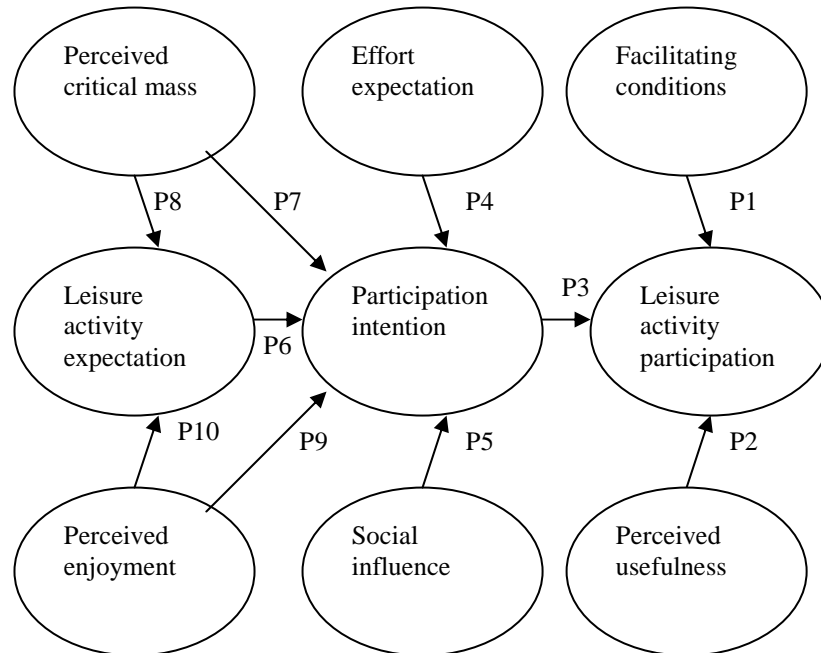 Perceived
critical mass
Effort
expectation
Facilitating
conditions
P8
P7
P4
P1
Leisure
activity
expectation
P6
Participation
intention
P3
Leisure
activity
participation
P10
P9
P5
P2
Perceived
enjoyment
Social
influence
Perceived
usefulness